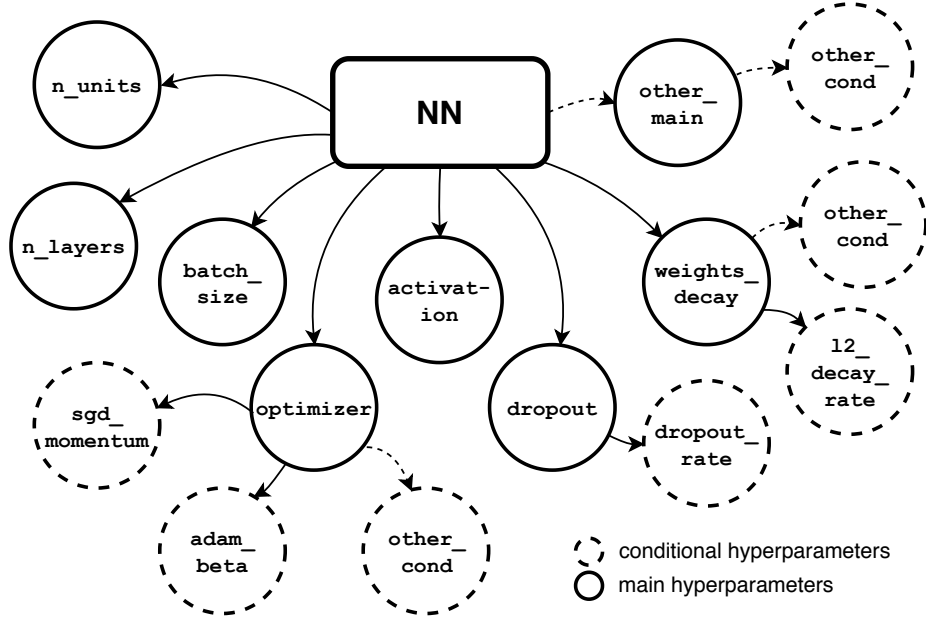 NN
n_units
n_layers
batch_
size
optimizer
sgd_
momentum
adam_
beta
other_
cond
activat-
ion
dropout
dropout_
rate
weights_
decay
other_
cond
l2_
decay_
rate
other_
main
other_
cond
conditional hyperparameters
main hyperparameters